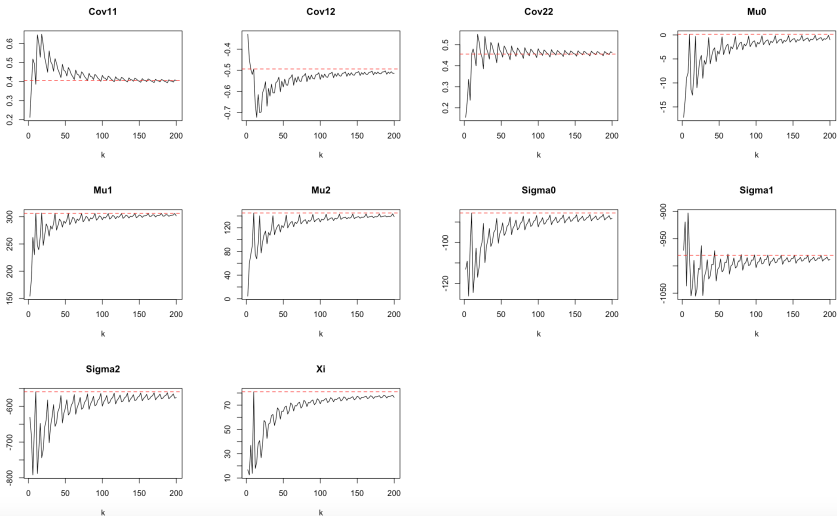 Cov11
0.2 0.3 0.4 0.5 0.6
0 50 100 150 200
k
Cov12
-0.7 -0.6 -0.5 -0.4
0 50 100 150 200
k
Cov22
0.2 0.3 0.4 0.5
0 50 100 150 200
k
Mu0
-15 -10 -5 0
0 50 100 150 200
k
Mu1
150 200 250 300
0 50 100 150 200
k
Mu2
0 40 80 120
0 50 100 150 200
k
Sigma0
-120 -100
0 50 100 150 200
k
Sigma1
-1050 -950 -900
0 50 100 150 200
k
Sigma2
-800 -700 -600
0 50 100 150 200
k
Xi
10 30 50 70
0 50 100 150 200
k